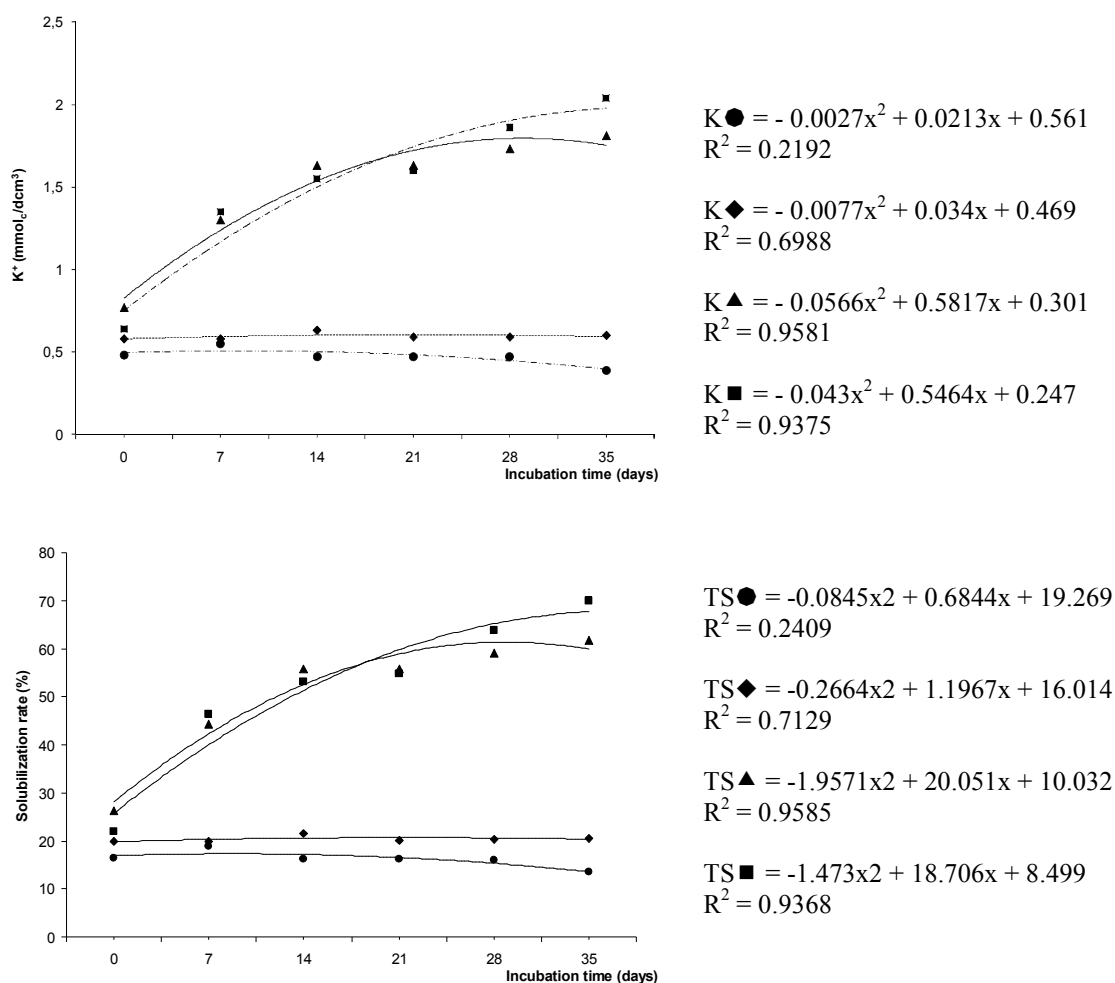 2,5
2
1,5
1
0,5
0
K⁺ (mmolc/dcm³)
0 7 14 21 28 35
Incubation time (days)
K● = - 0.0027x² + 0.0213x + 0.561
R² = 0.2192
K◆ = - 0.0077x² + 0.034x + 0.469
R² = 0.6988
K▲ = - 0.0566x² + 0.5817x + 0.301
R² = 0.9581
K■ = - 0.043x² + 0.5464x + 0.247
R² = 0.9375
80
70
60
50
40
30
20
10
0
Solubilization rate (%)
0 7 14 21 28 35
Incubation time (days)
TS● = -0.0845x2 + 0.6844x + 19.269
R² = 0.2409
TS◆ = -0.2664x2 + 1.1967x + 16.014
R² = 0.7129
TS▲ = -1.9571x2 + 20.051x + 10.032
R² = 0.9585
TS■ = -1.473x2 + 18.706x + 8.499
R² = 0.9368